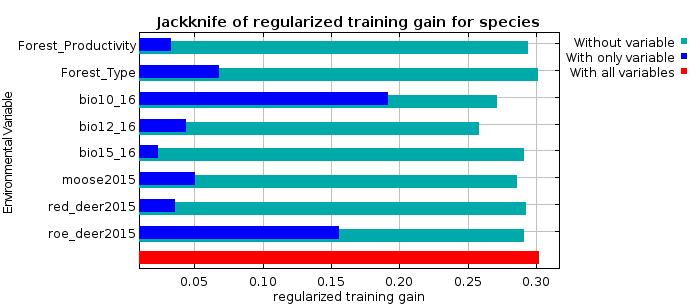 Jackknife of regularized training gain for species
Environmental Variable
Forest_Productivity
Forest_Type
bio10_16
bio12_16
bio15_16
moose2015
red_deer2015
roe_deer2015
0.05 0.10 0.15 0.20 0.25 0.30
regularized training gain
Without variable
With only variable
With all variables